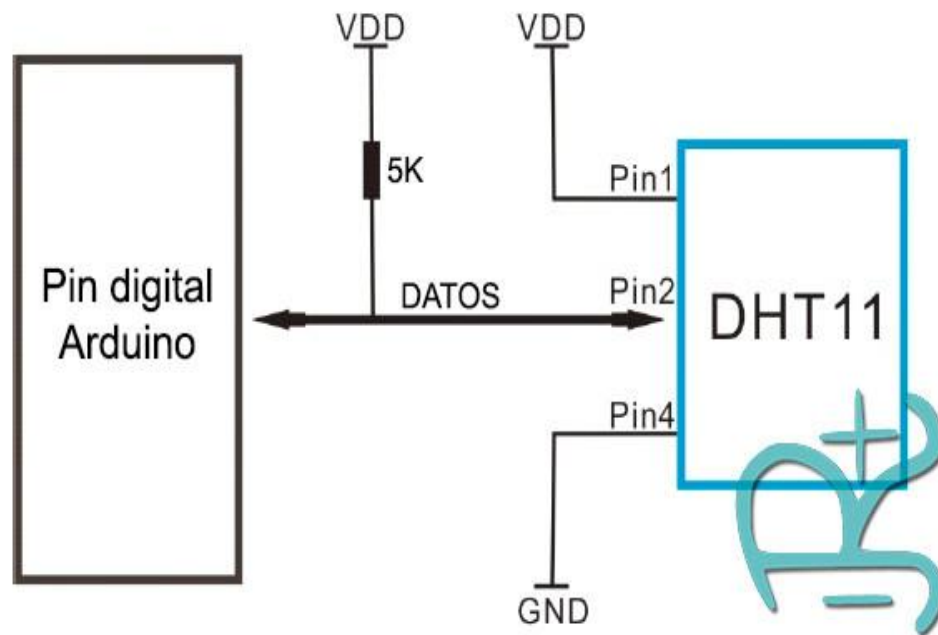 VDD
VDD
5K
Pin1
Pin digital
Arduino
DATOS
Pin2
DHT11
Pin4
GND